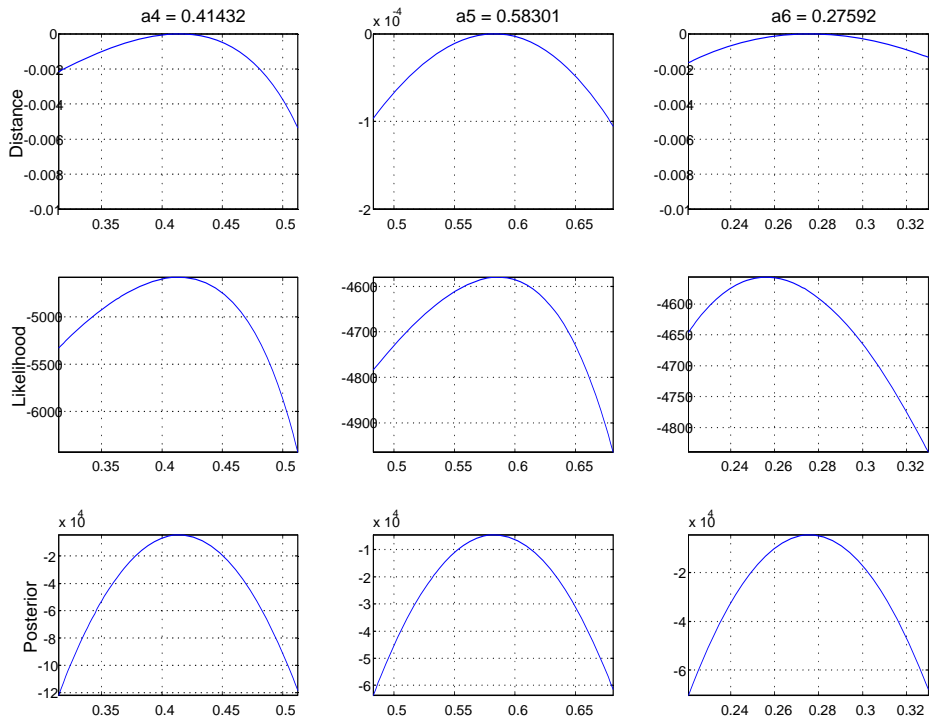 a4 = 0.41432
a5 = 0.58301
a6 = 0.27592
Distance
0
-0.002
-0.004
-0.006
-0.008
-0.01
0.35 0.4 0.45 0.5
x 10^-4
0
-1
-2
0.5 0.55 0.6 0.65
0
-0.002
-0.004
-0.006
-0.008
-0.01
0.24 0.26 0.28 0.3 0.32
Likelihood
-5000
-5500
-6000
0.35 0.4 0.45 0.5
-4600
-4700
-4800
-4900
0.5 0.55 0.6 0.65
-4600
-4650
-4700
-4750
-4800
0.24 0.26 0.28 0.3 0.32
Posterior
x 10^4
-2
-4
-6
-8
-10
-12
0.35 0.4 0.45 0.5
x 10^4
-1
-2
-3
-4
-5
-6
0.5 0.55 0.6 0.65
x 10^4
-2
-4
-6
0.24 0.26 0.28 0.3 0.32